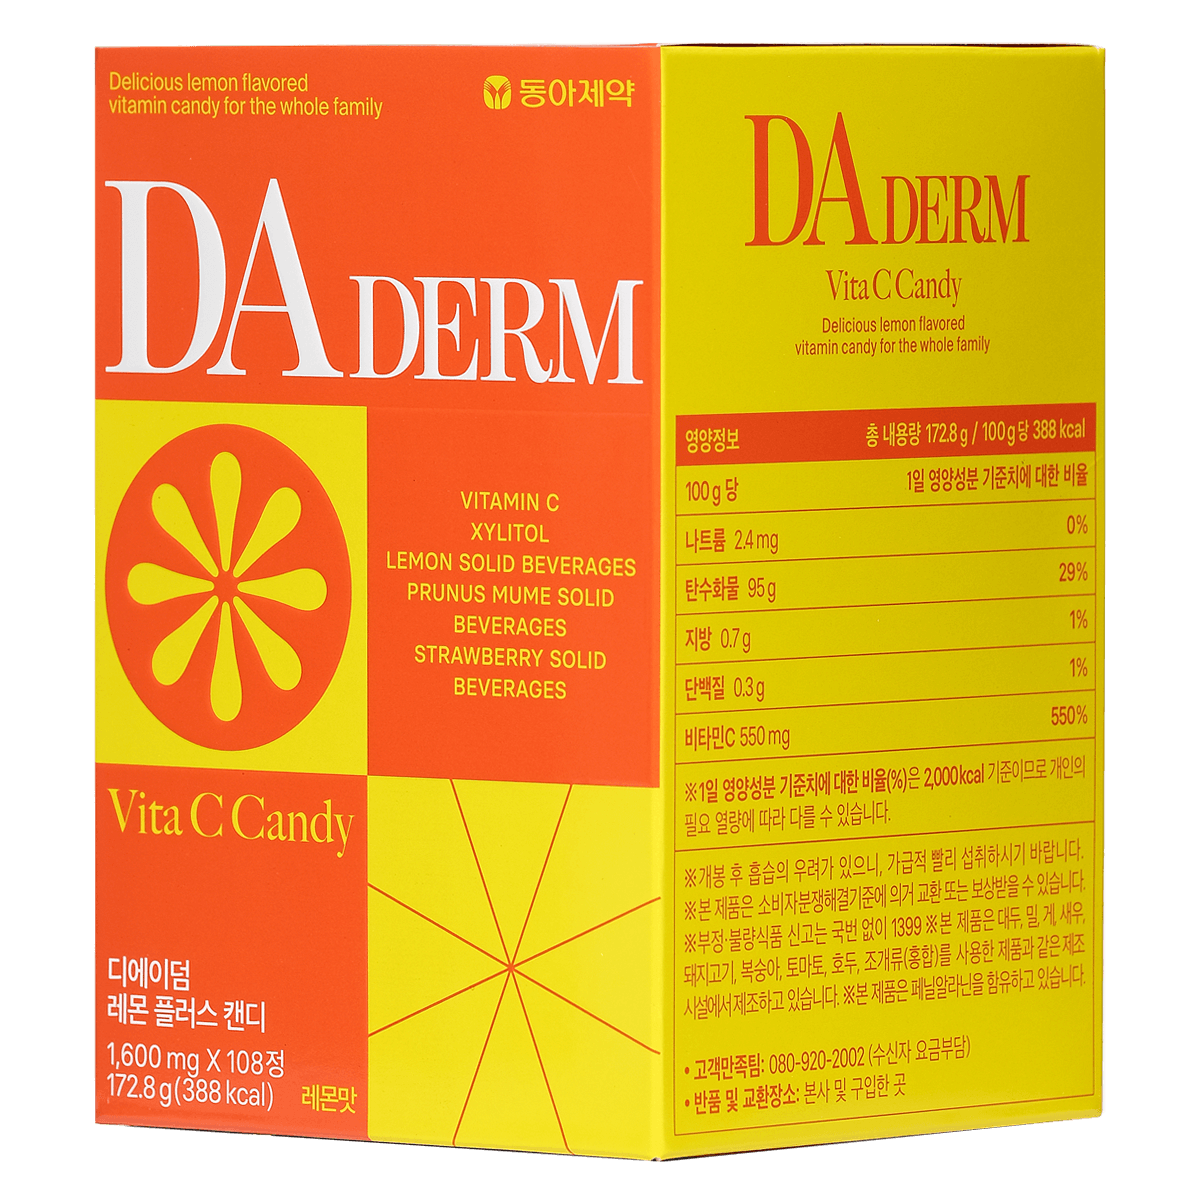 Delicious lemon flavored
vitamin candy for the whole family
동아제약
DA DERM
VITAMIN C
XYLITOL
LEMON SOLID BEVERAGES
PRUNUS MUME SOLID
BEVERAGES
STRAWBERRY SOLID
BEVERAGES
Vita C Candy
디에이덤
레몬 플러스 캔디
1,600 mg X 108정
172.8 g(388 kcal)
레몬맛
DA DERM
Vita C Candy
Delicious lemon flavored
vitamin candy for the whole family
영양정보 총 내용량 172.8 g / 100 g당 388 kcal
100 g 당 1일 영양성분 기준치에 대한 비율
나트륨 2.4 mg 0%
탄수화물 95 g 29%
지방 0.7 g 1%
단백질 0.3 g 1%
비타민C 550 mg 550%
※1일 영양성분 기준치에 대한 비율(%)은 2,000kcal 기준이므로 개인의
필요 열량에 따라 다를 수 있습니다.
※개봉 후 흡습의 우려가 있으니, 가급적 빨리 섭취하시기 바랍니다.
※본 제품은 소비자분쟁해결기준에 의거 교환 또는 보상받을 수 있습니다.
※부정·불량식품 신고는 국번 없이 1399 ※본 제품은 대두, 밀, 게, 새우,
돼지고기, 복숭아, 토마토, 호두, 조개류(홍합)를 사용한 제품과 같은 제조
시설에서 제조하고 있습니다. ※본 제품은 페닐알라닌을 함유하고 있습니다.
• 고객만족팀: 080-920-2002 (수신자 요금부담)
• 반품 및 교환장소: 본사 및 구입한 곳